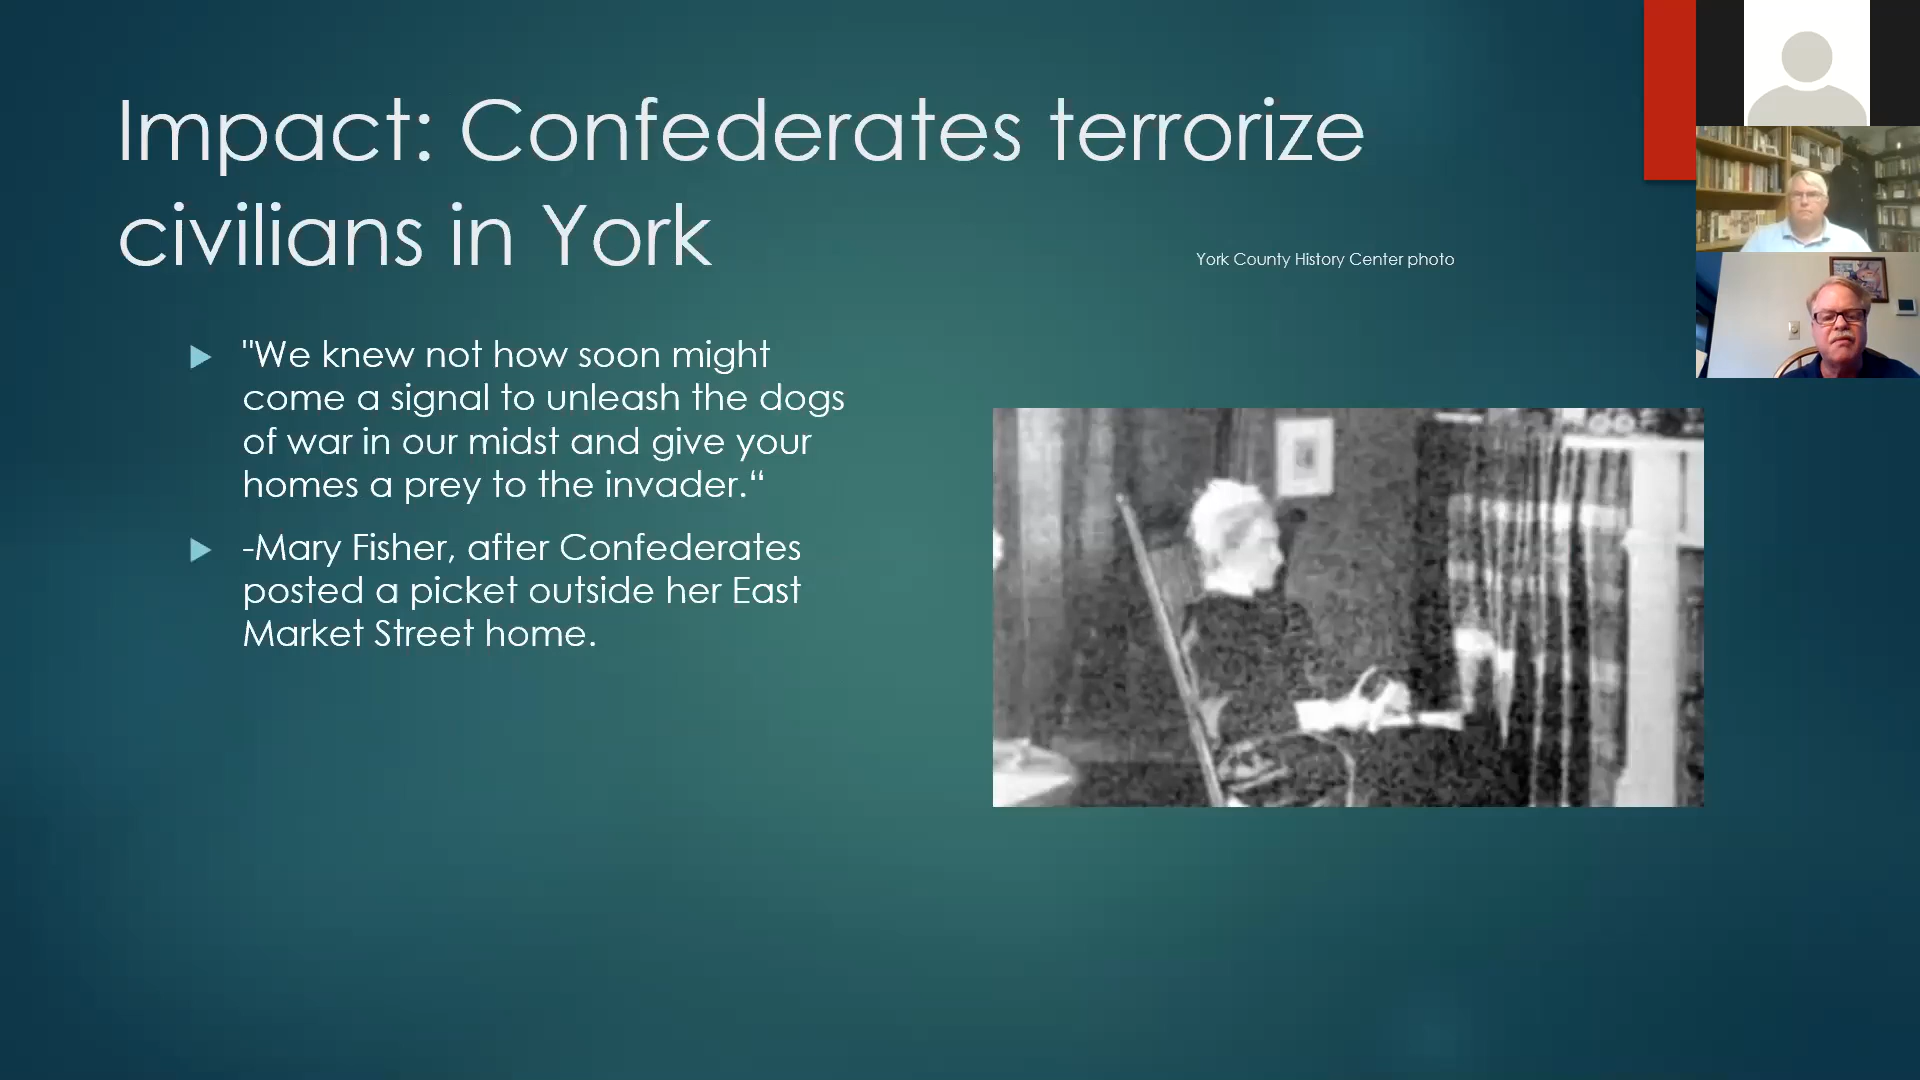 Impact: Confederates terrorize
civilians in York
York County History Center photo
"We knew not how soon might
come a signal to unleash the dogs
of war in our midst and give your
homes a prey to the invader.“
-Mary Fisher, after Confederates
posted a picket outside her East
Market Street home.